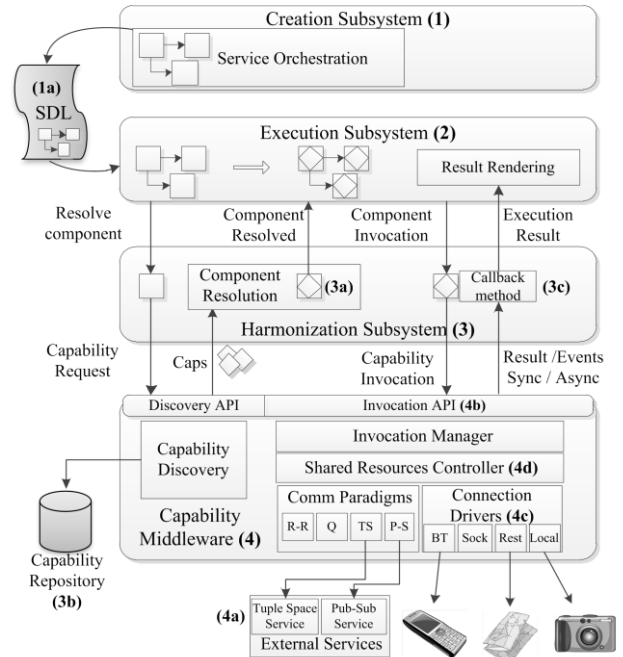 Creation Subsystem (1)
Service Orchestration
(1a)
SDL
Execution Subsystem (2)
Result Rendering
Resolve
component
Component
Resolved
Component
Invocation
Execution
Result
Component
Resolution
(3a)
Callback
method
(3c)
Harmonization Subsystem (3)
Capability
Request
Caps
Capability
Invocation
Result /Events
Sync / Async
Discovery API
Invocation API (4b)
Capability
Discovery
Invocation Manager
Shared Resources Controller (4d)
Comm Paradigms
R-R Q TS P-S
Connection
Drivers (4c)
BT Sock Rest Local
Capability
Middleware (4)
Capability
Repository
(3b)
(4a)
Tuple Space
Service
Pub-Sub
Service
External Services